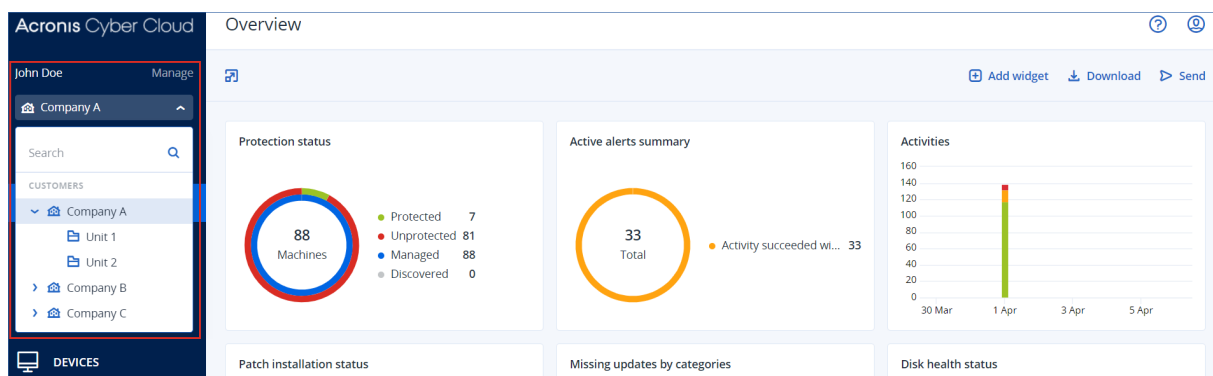 Acronis Cyber Cloud
Overview
John Doe Manage
Company A
Search
CUSTOMERS
Company A
Unit 1
Unit 2
Company B
Company C
DEVICES
Add widget Download Send
Protection status
88
Machines
Protected 7
Unprotected 81
Managed 88
Discovered 0
Active alerts summary
33
Total
Activity succeeded wi... 33
Activities
160
140
120
100
80
60
40
20
0
30 Mar 1 Apr 3 Apr 5 Apr
Patch installation status
Missing updates by categories
Disk health status